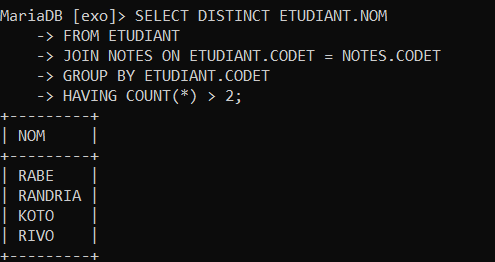 MariaDB [exo]> SELECT DISTINCT ETUDIANT.NOM
    -> FROM ETUDIANT
    -> JOIN NOTES ON ETUDIANT.CODET = NOTES.CODET
    -> GROUP BY ETUDIANT.CODET
    -> HAVING COUNT(*) > 2;
+---------+
| NOM     |
+---------+
| RABE    |
| RANDRIA |
| KOTO    |
| RIVO    |
+---------+